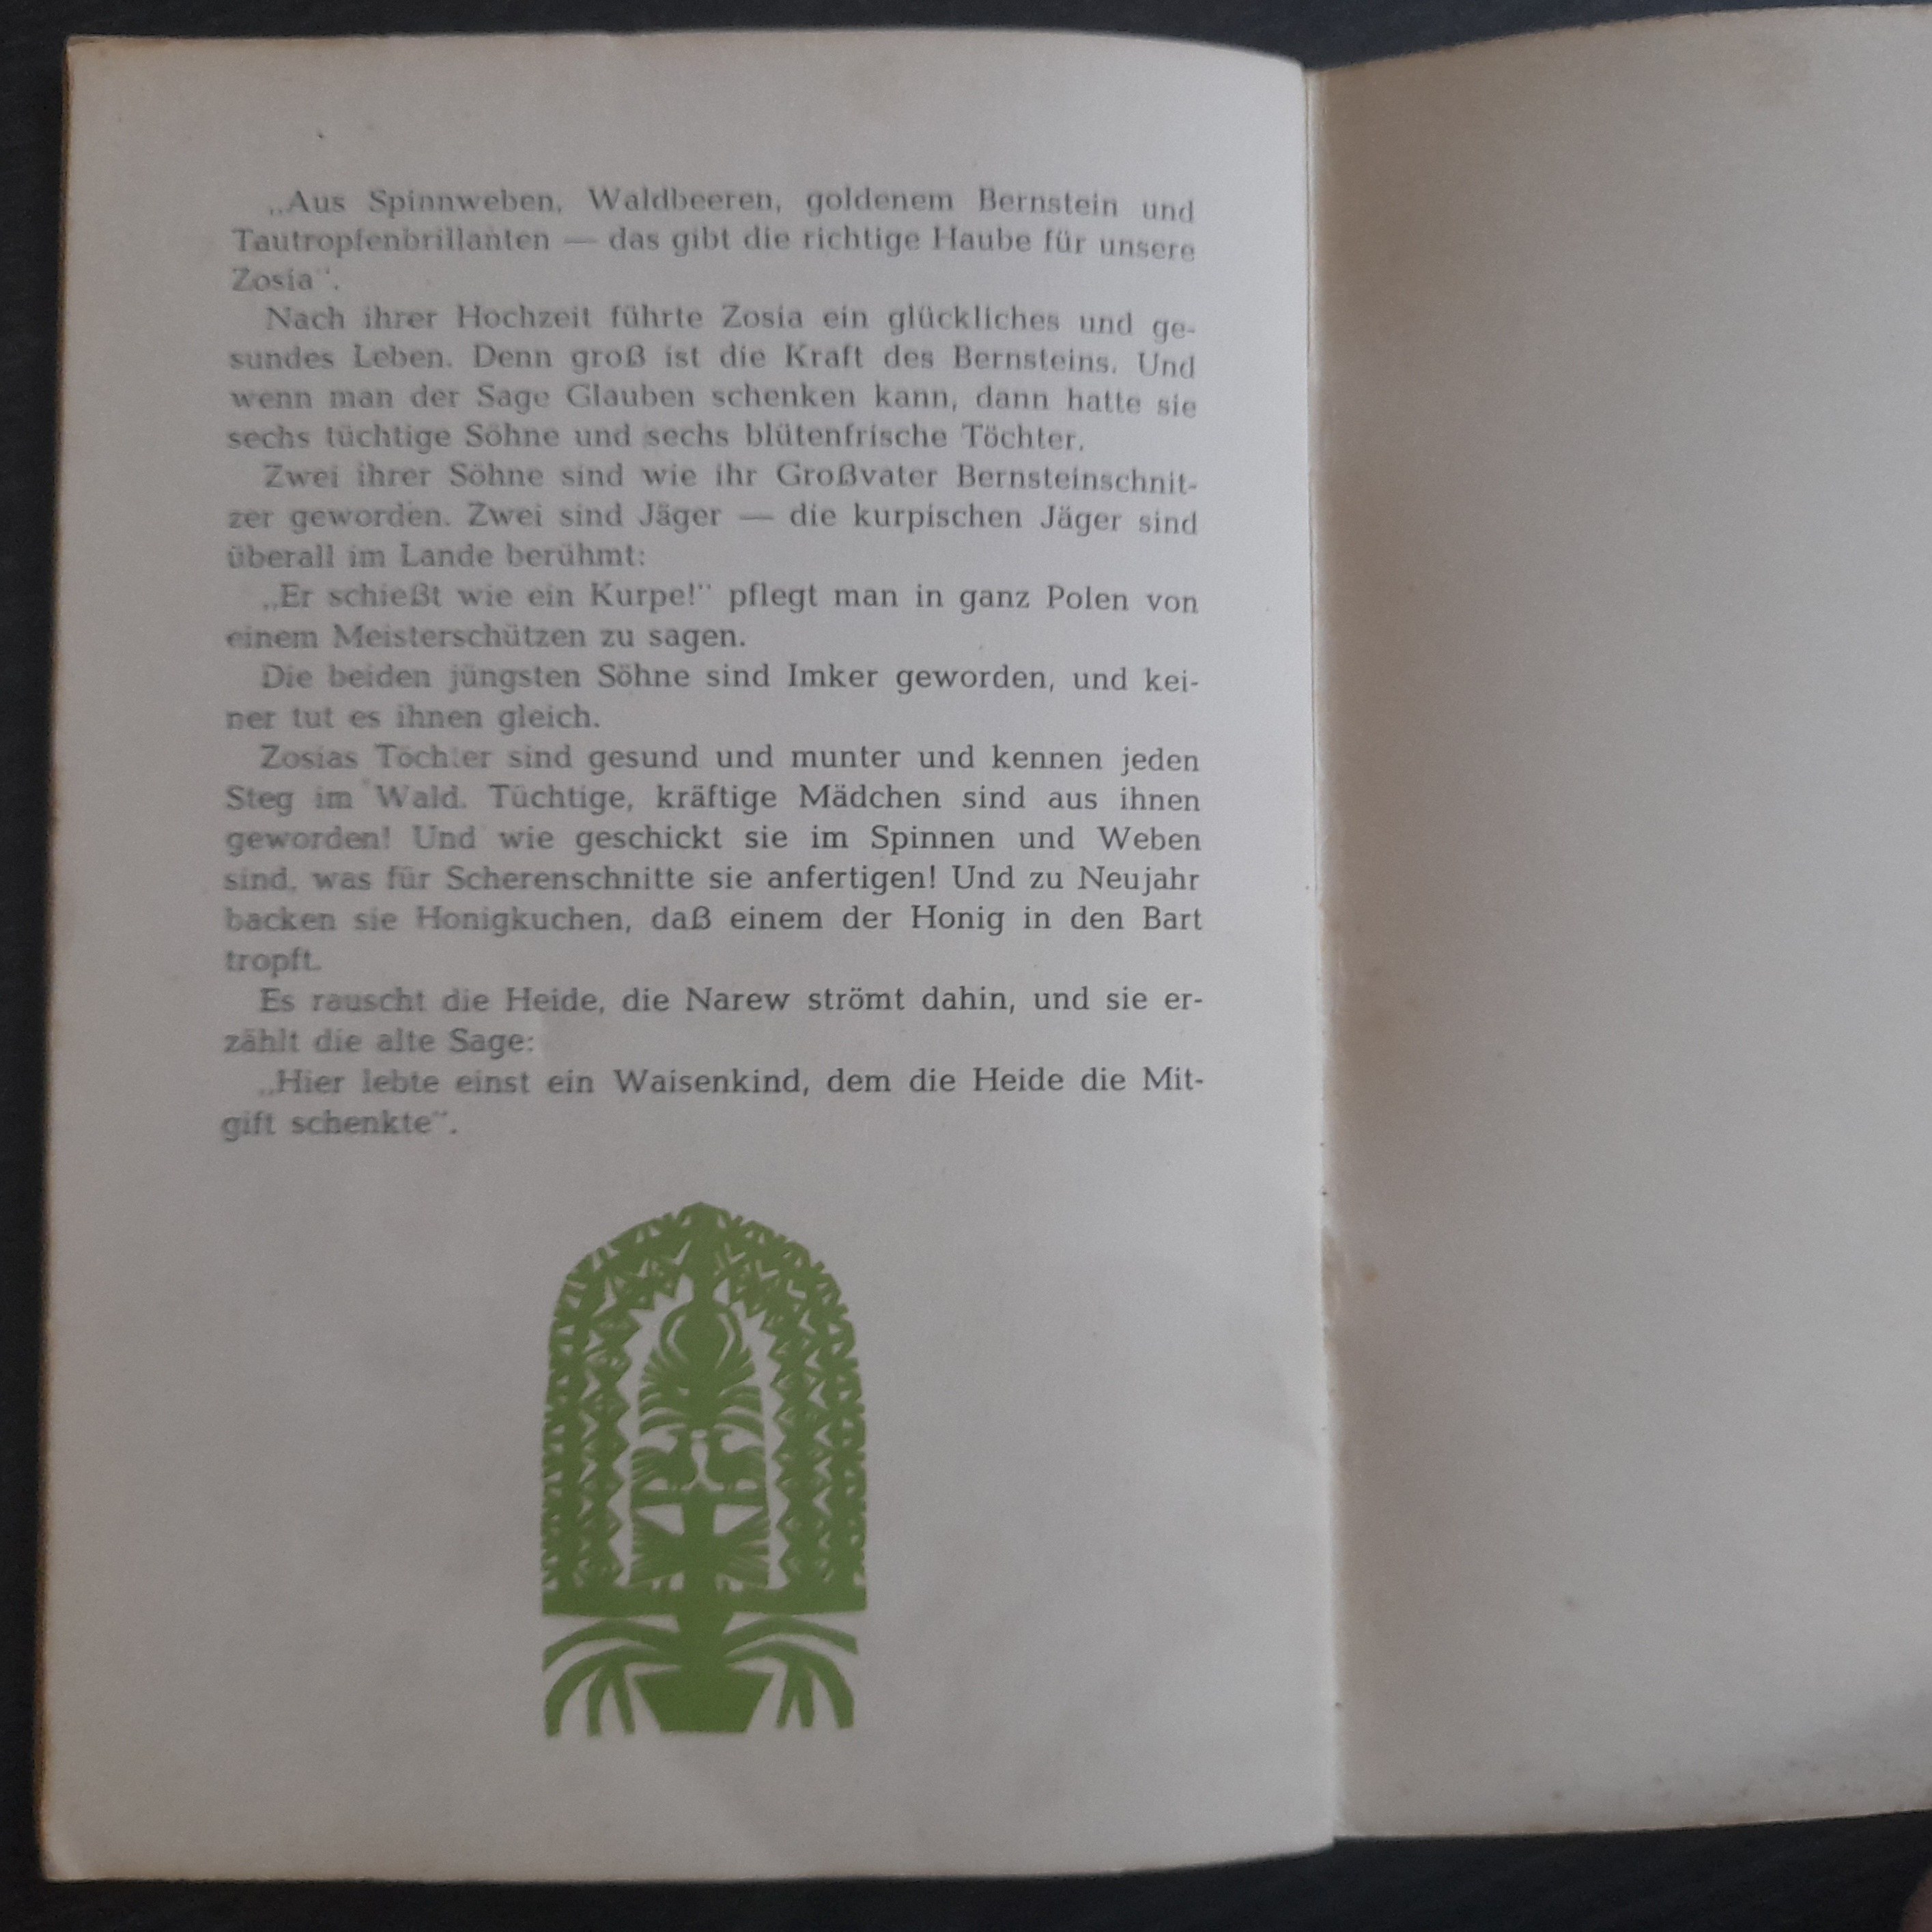 „Aus Spinnweben, Waldbeeren, goldenem Bernstein und
Tautropfenbrillanten — das gibt die richtige Haube für unsere
Zosia“.
Nach ihrer Hochzeit führte Zosia ein glückliches und ge-
sundes Leben. Denn groß ist die Kraft des Bernsteins. Und
wenn man der Sage Glauben schenken kann, dann hatte sie
sechs tüchtige Söhne und sechs blütenfrische Töchter.
Zwei ihrer Söhne sind wie ihr Großvater Bernsteinschnit-
zer geworden. Zwei sind Jäger — die kurpischen Jäger sind
überall im Lande berühmt:
„Er schießt wie ein Kurpe!“ pflegt man in ganz Polen von
einem Meisterschützen zu sagen.
Die beiden jüngsten Söhne sind Imker geworden, und kei-
ner tut es ihnen gleich.
Zosias Töchter sind gesund und munter und kennen jeden
Steg im Wald. Tüchtige, kräftige Mädchen sind aus ihnen
geworden! Und wie geschickt sie im Spinnen und Weben
sind, was für Scherenschnitte sie anfertigen! Und zu Neujahr
backen sie Honigkuchen, daß einem der Honig in den Bart
tropft.
Es rauscht die Heide, die Narew strömt dahin, und sie er-
zählt die alte Sage:
„Hier lebte einst ein Waisenkind, dem die Heide die Mit-
gift schenkte“.